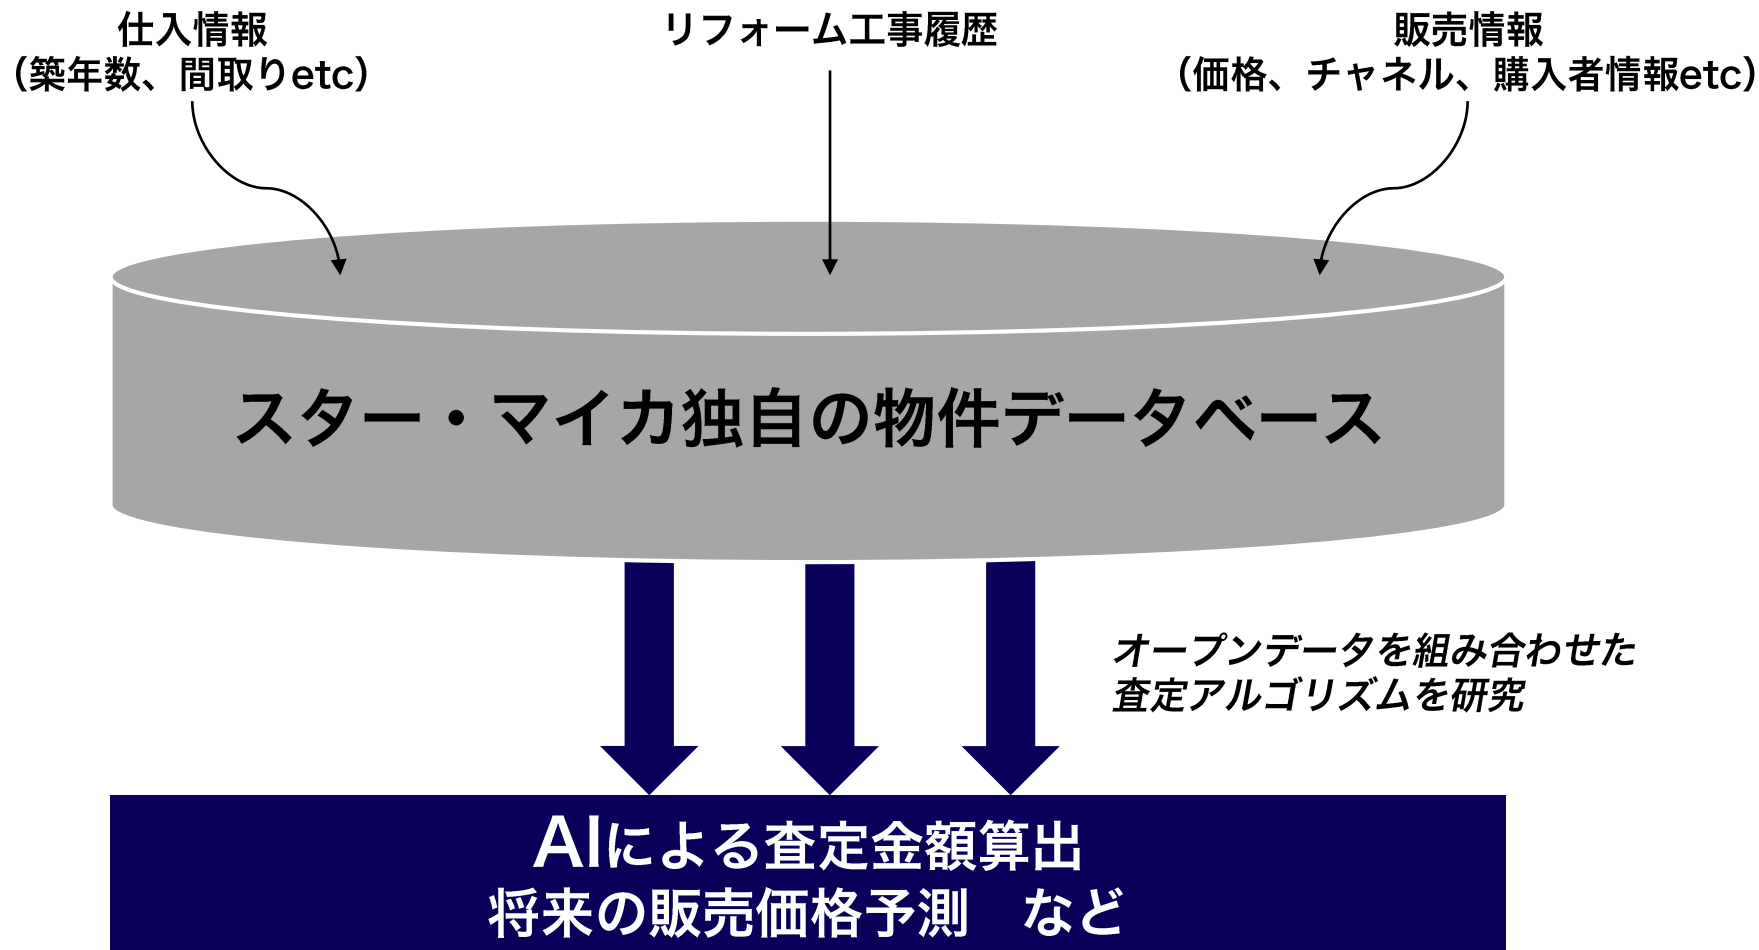 仕入情報
（築年数、間取りetc）
リフォーム工事履歴
販売情報
（価格、チャネル、購入者情報etc）
スター・マイカ独自の物件データベース
オープンデータを組み合わせた
査定アルゴリズムを研究
AIによる査定金額算出
将来の販売価格予測　など